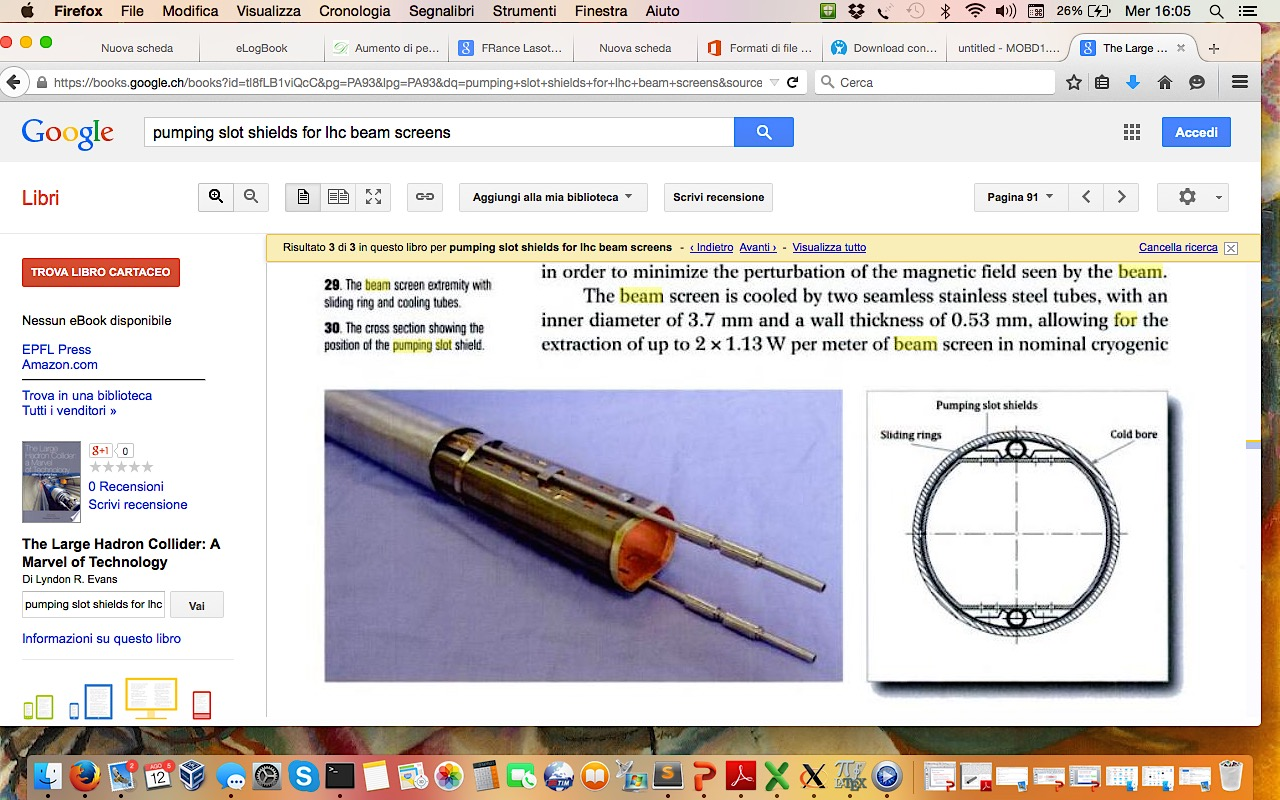 Firefox File Modifica Visualizza Cronologia Segnalibri Strumenti Finestra Aiuto 26% Mer 16:05
Nuova scheda eLogBook Aumento di pe... FRance Lasot... Nuova scheda Formati di file ... Download con... untitled - MOBD1.... The Large ...
https://books.google.ch/books?id=tl8fLB1viQcC&pg=PA93&lpg=PA93&dq=pumping+slot+shields+for+lhc+beam+screens&source Cerca
Google pumping slot shields for lhc beam screens Accedi
Libri Aggiungi alla mia biblioteca Scrivi recensione Pagina 91
Risultato 3 di 3 in questo libro per pumping slot shields for lhc beam screens - ‹ Indietro Avanti › - Visualizza tutto Cancella ricerca
TROVA LIBRO CARTACEO
Nessun eBook disponibile
EPFL Press
Amazon.com
Trova in una biblioteca
Tutti i venditori »
g+1 0
0 Recensioni
Scrivi recensione
The Large Hadron Collider: A
Marvel of Technology
Di Lyndon R. Evans
pumping slot shields for lhc Vai
Informazioni su questo libro
29. The beam screen extremity with
sliding ring and cooling tubes.
30. The cross section showing the
position of the pumping slot shield.
in order to minimize the perturbation of the magnetic field seen by the beam.
The beam screen is cooled by two seamless stainless steel tubes, with an
inner diameter of 3.7 mm and a wall thickness of 0.53 mm, allowing for the
extraction of up to 2 × 1.13 W per meter of beam screen in nominal cryogenic
Pumping slot shields
Sliding rings
Cold bore
2
AGO 5
12
TIM